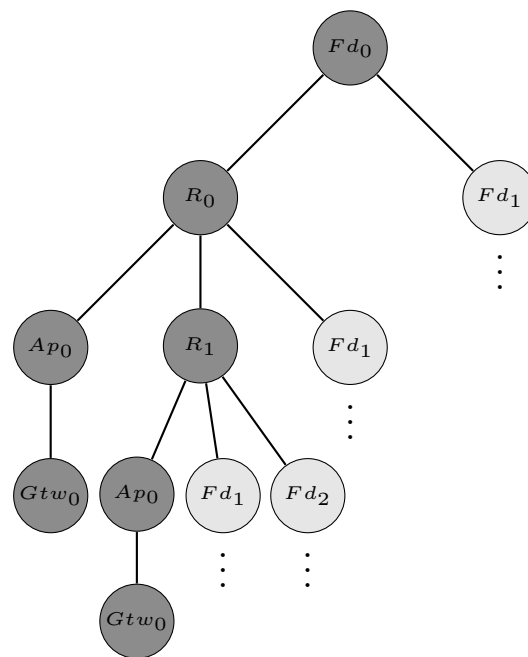 Fd₀
R₀
Fd₁
⋮
Ap₀
R₁
Fd₁
⋮
Gtw₀
Ap₀
Fd₁
Fd₂
⋮
⋮
Gtw₀